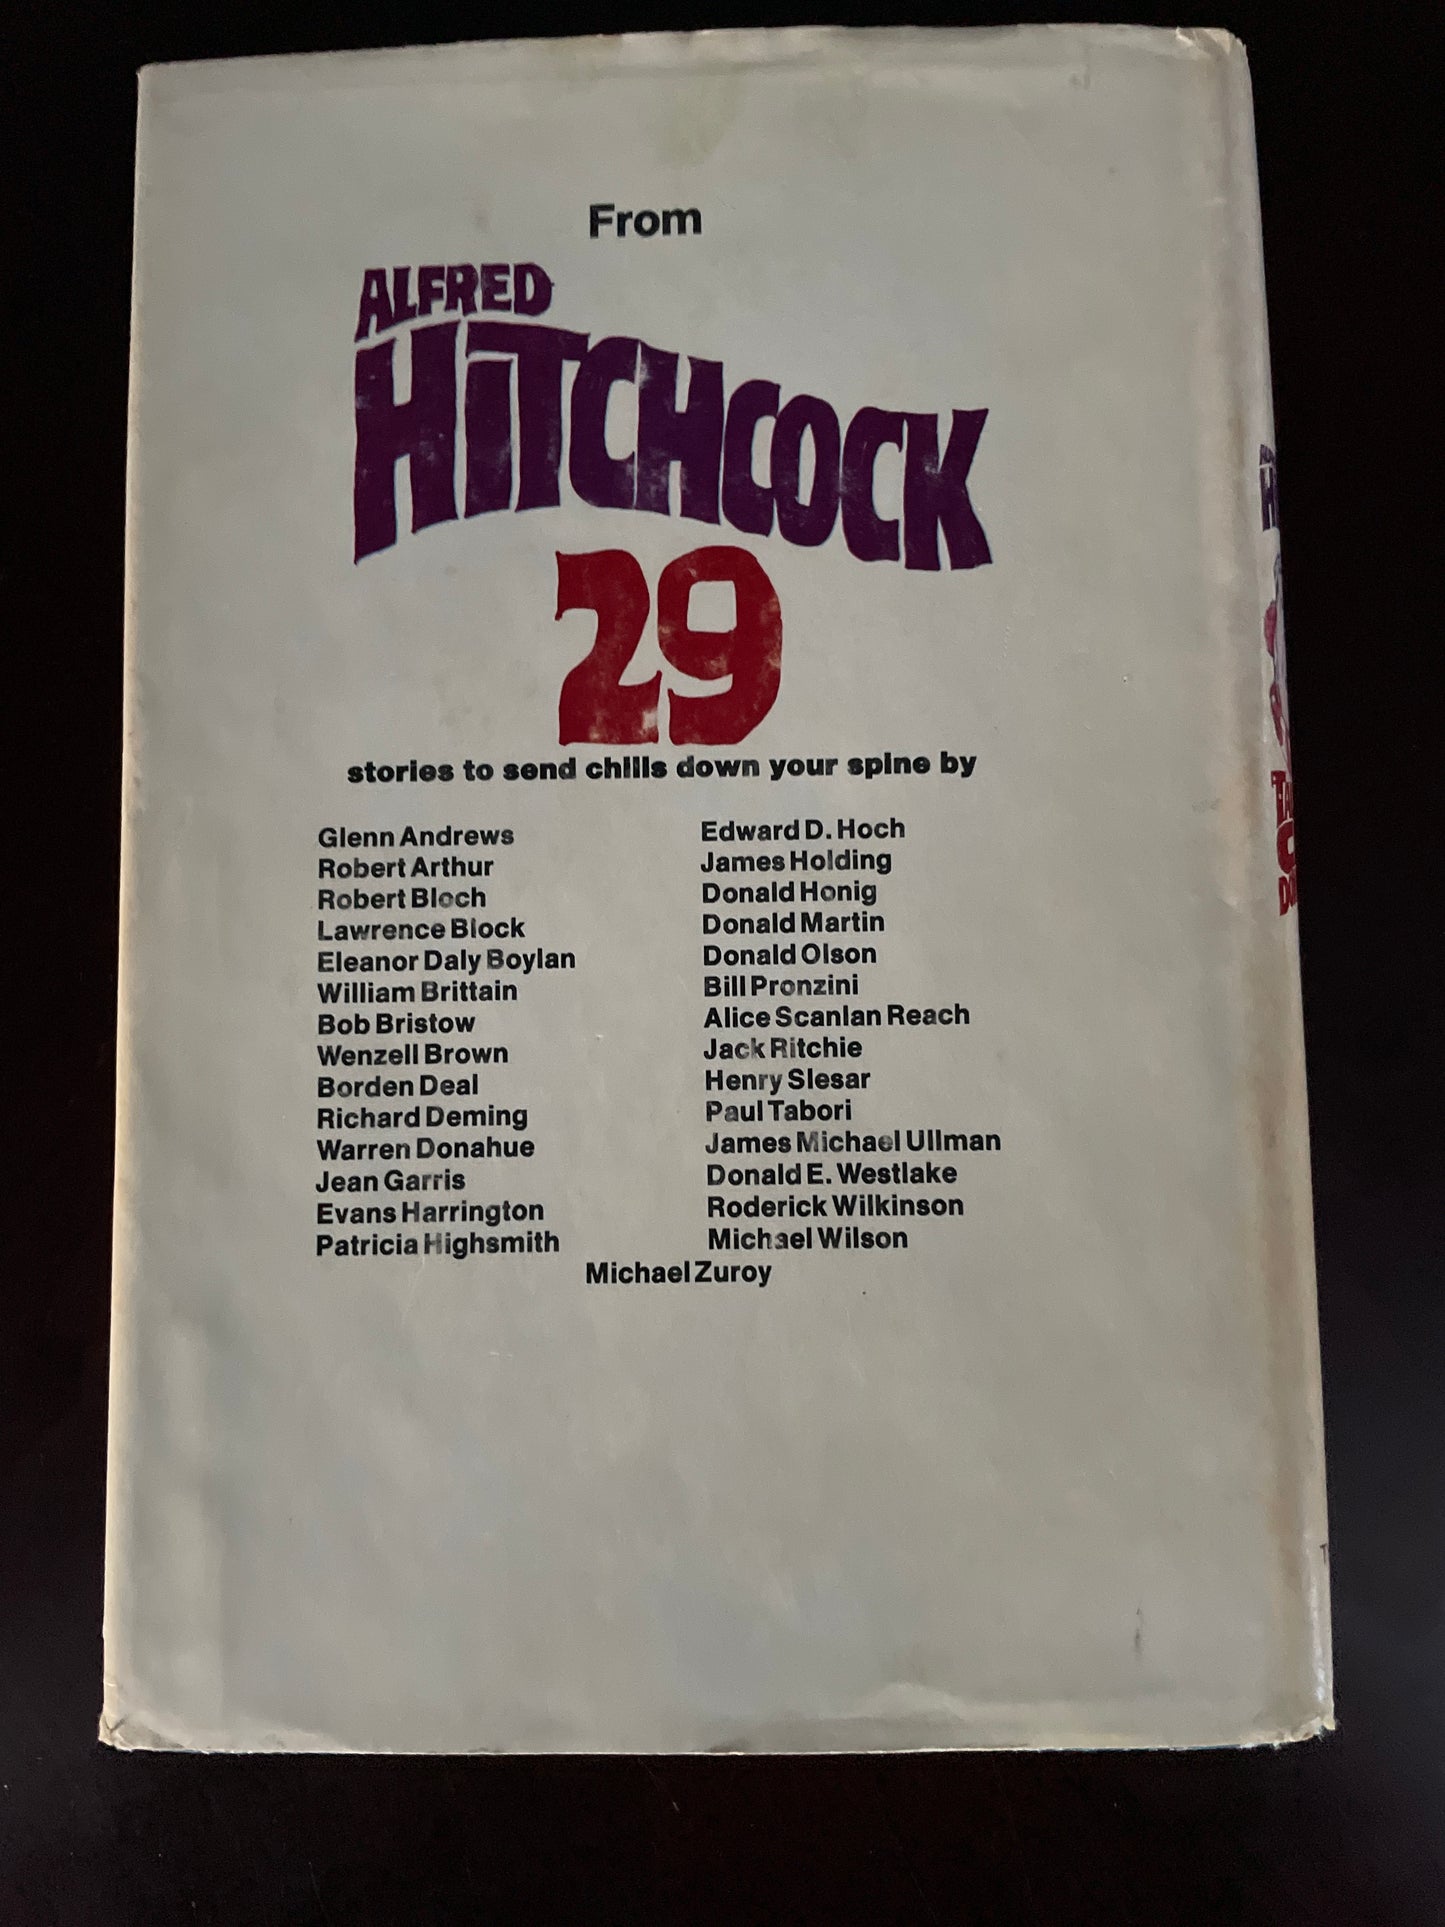 From
ALFRED
HITCHCOCK
29
stories to send chills down your spine by
Glenn Andrews
Robert Arthur
Robert Bloch
Lawrence Block
Eleanor Daly Boylan
William Brittain
Bob Bristow
Wenzell Brown
Borden Deal
Richard Deming
Warren Donahue
Jean Garris
Evans Harrington
Patricia Highsmith
Edward D. Hoch
James Holding
Donald Honig
Donald Martin
Donald Olson
Bill Pronzini
Alice Scanlan Reach
Jack Ritchie
Henry Slesar
Paul Tabori
James Michael Ullman
Donald E. Westlake
Roderick Wilkinson
Michael Wilson
Michael Zuroy